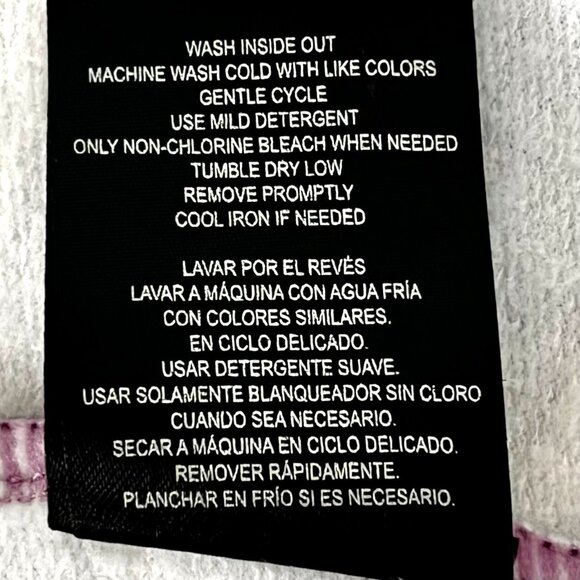 WASH INSIDE OUT
MACHINE WASH COLD WITH LIKE COLORS
GENTLE CYCLE
USE MILD DETERGENT
ONLY NON-CHLORINE BLEACH WHEN NEEDED
TUMBLE DRY LOW
REMOVE PROMPTLY
COOL IRON IF NEEDED
LAVAR POR EL REVÉS
LAVAR A MÁQUINA CON AGUA FRÍA
CON COLORES SIMILARES.
EN CICLO DELICADO.
USAR DETERGENTE SUAVE.
USAR SOLAMENTE BLANQUEADOR SIN CLORO
CUANDO SEA NECESARIO.
SECAR A MÁQUINA EN CICLO DELICADO.
REMOVER RÁPIDAMENTE.
PLANCHAR EN FRÍO SI ES NECESARIO.